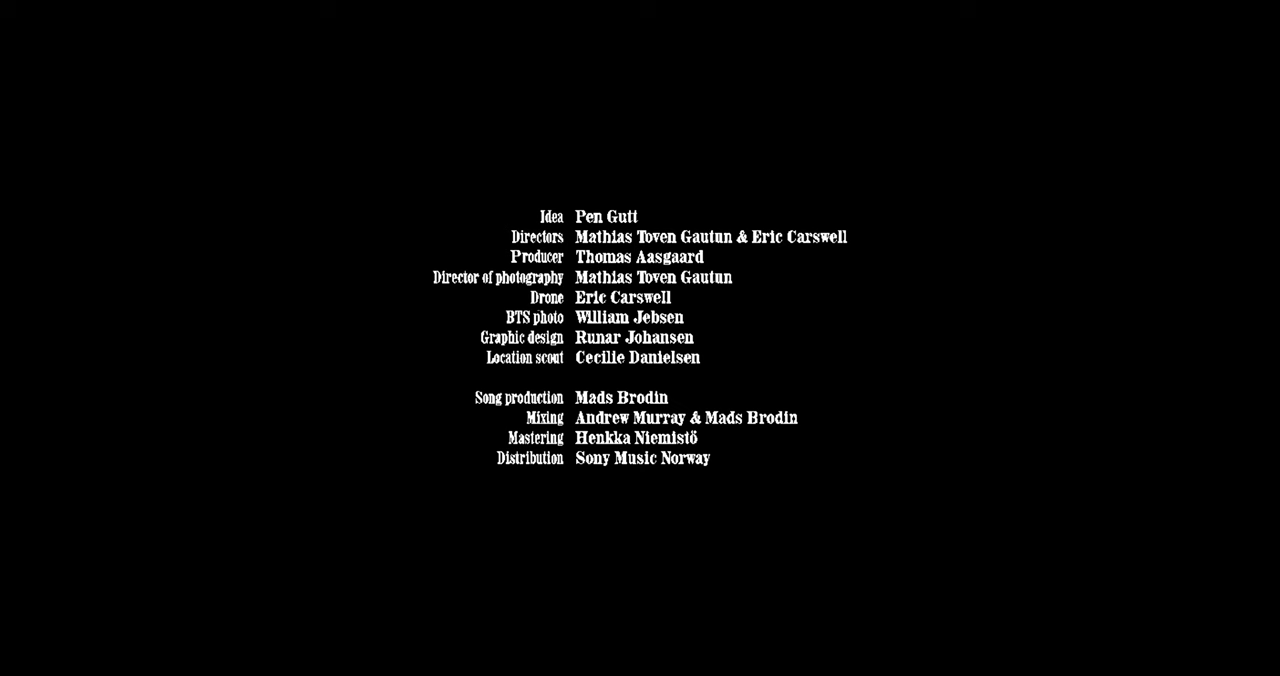 Idea Pen Gutt
Directors Mathias Toven Gautun & Eric Carswell
Producer Thomas Aasgaard
Director of photography Mathias Toven Gautun
Drone Eric Carswell
BTS photo William Jebsen
Graphic design Runar Johansen
Location scout Cecilie Danielsen
Song production Mads Brodin
Mixing Andrew Murray & Mads Brodin
Mastering Henkka Niemistö
Distribution Sony Music Norway